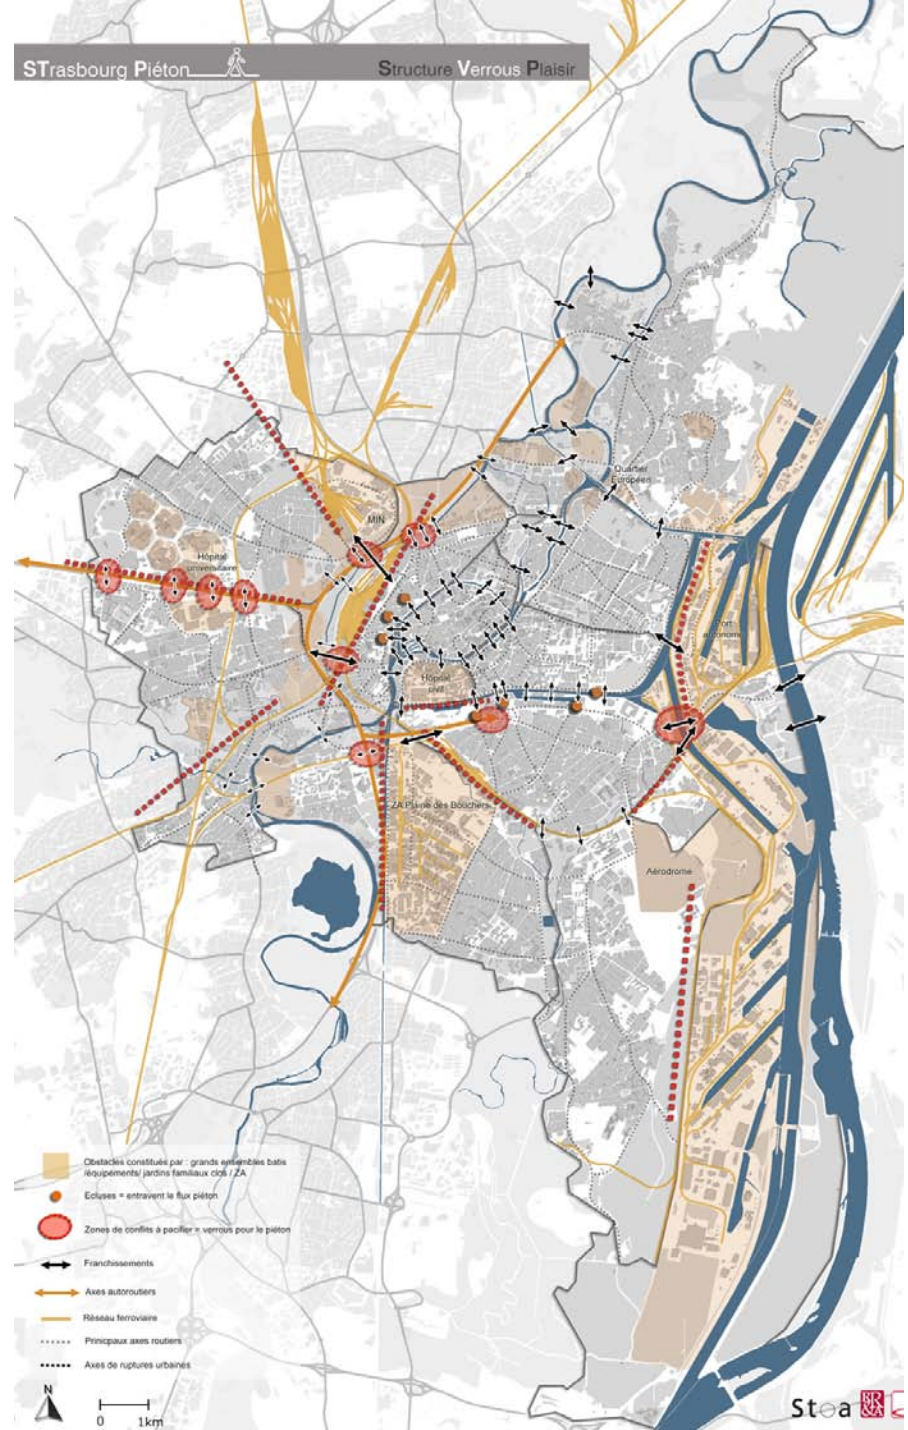 STrasbourg Piéton
Structure Verrous Plaisir
Quartier
Européen
MIN
Hôpital
universitaire
Port
autonome
Hôpital
civil
ZA Plaine des Bouchers
Aérodrome
Obstacles constitués par : grands ensembles batis
/équipements/ jardins familiaux clos / ZA
Ecluses = entravent le flux piéton
Zones de conflits à pacifier = verrous pour le piéton
Franchissements
Axes autoroutiers
Réseau ferroviaire
Prinicpaux axes routiers
Axes de ruptures urbaines
N
0 1km
Stoa
BR&A